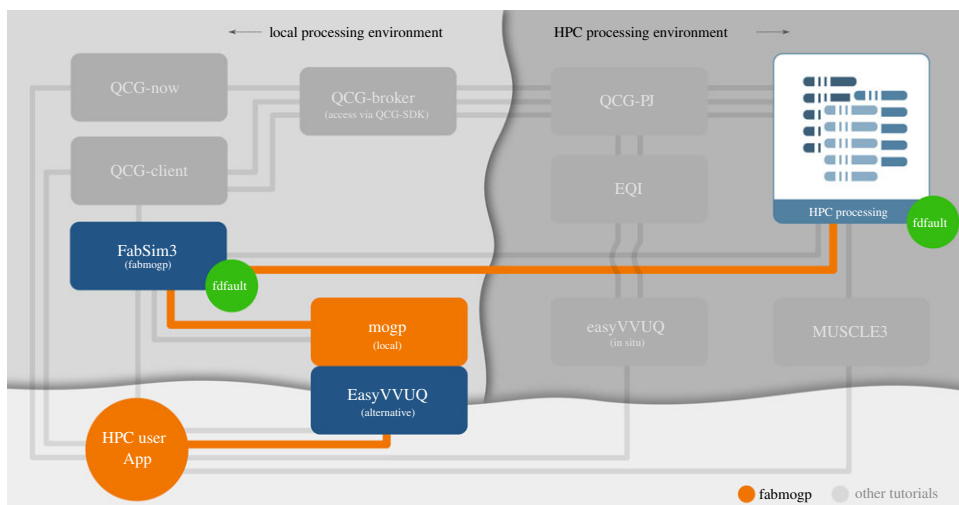 local processing environment
HPC processing environment
QCG-now
QCG-broker
(access via QCG-SDK)
QCG-PJ
QCG-client
EQI
HPC processing
fdfault
FabSim3
(fabmogp)
fdfault
mogp
(local)
easyVVUQ
(in situ)
MUSCLE3
EasyVVUQ
(alternative)
HPC user
App
fabmogp
other tutorials